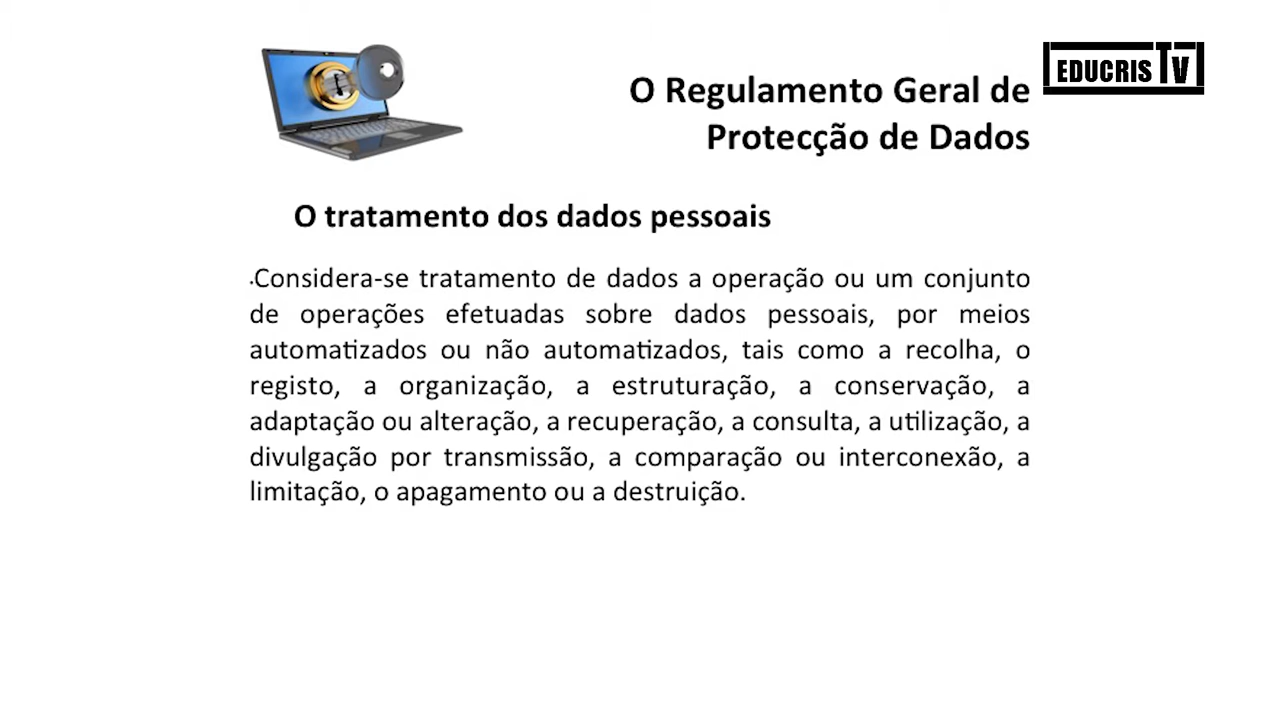 EDUCRIS TV
O Regulamento Geral de
Protecção de Dados
O tratamento dos dados pessoais
·Considera-se tratamento de dados a operação ou um conjunto
de operações efetuadas sobre dados pessoais, por meios
automatizados ou não automatizados, tais como a recolha, o
registo, a organização, a estruturação, a conservação, a
adaptação ou alteração, a recuperação, a consulta, a utilização, a
divulgação por transmissão, a comparação ou interconexão, a
limitação, o apagamento ou a destruição.